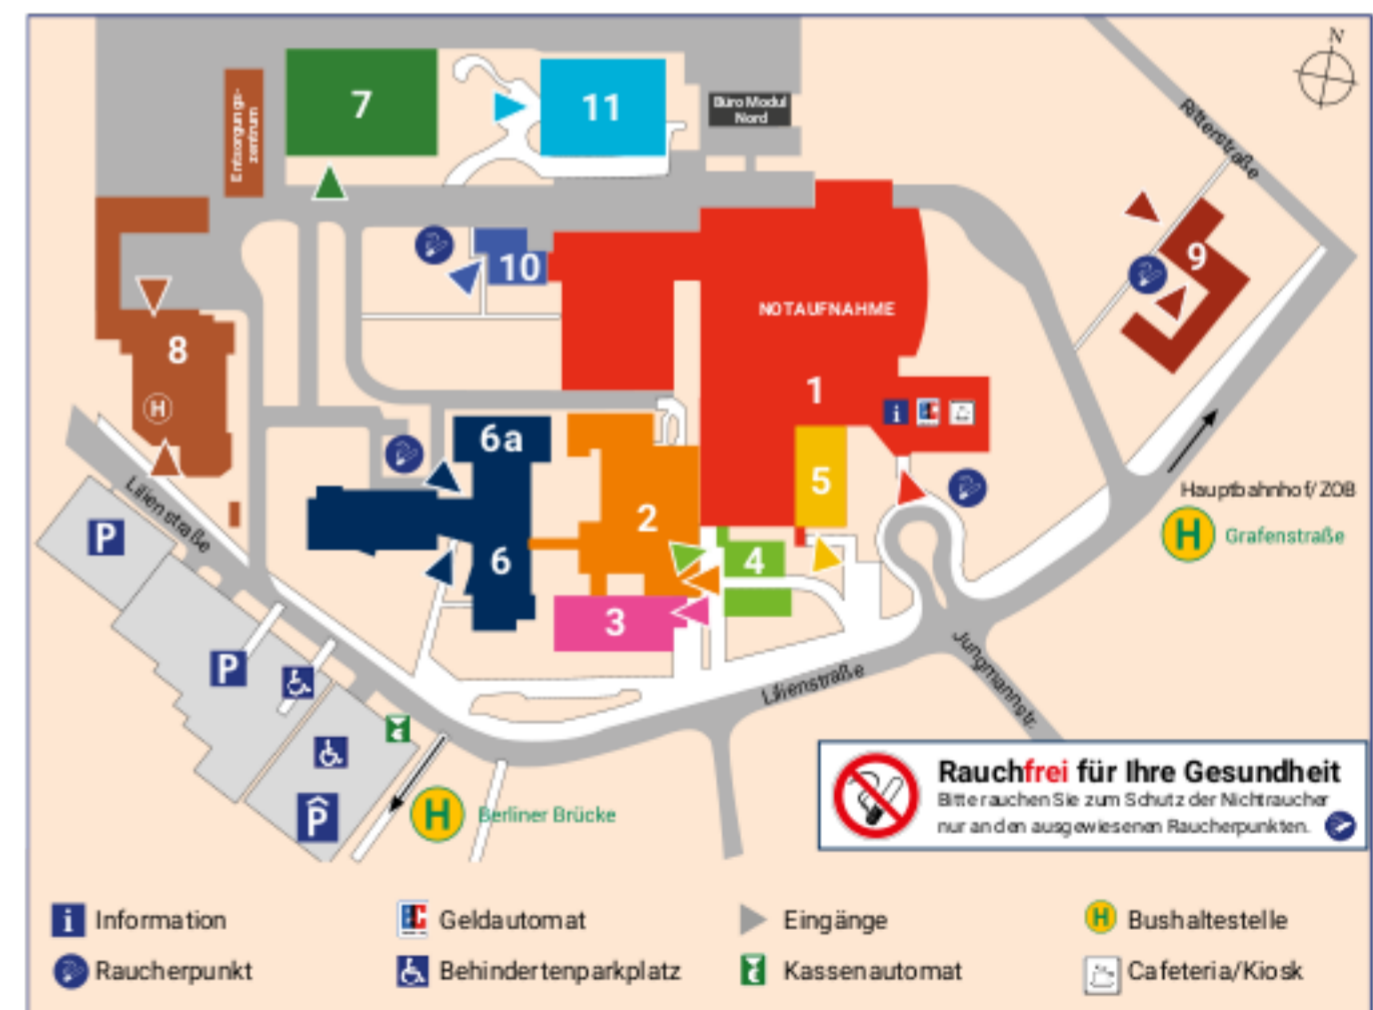 N
Ritterstraße
Entsorgungs-
zentrum
7
11
Büro Modul
Nord
10
9
NOTAUFNAHME
8
H
1
i
EC
6a
5
2
6
4
3
Lilienstraße
P
P
P
Hauptbahnhof/ZOB
H Grafenstraße
Jungmannstr.
Lilienstraße
H Berliner Brücke
Rauchfrei für Ihre Gesundheit
Bitte rauchen Sie zum Schutz der Nichtraucher
nur an den ausgewiesenen Raucherpunkten.
i Information
EC Geldautomat
Eingänge
H Bushaltestelle
Raucherpunkt
Behindertenparkplatz
€ Kassenautomat
Cafeteria/Kiosk